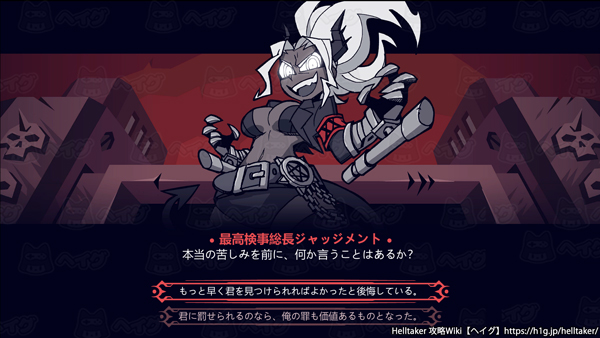 • 最高検事総長ジャッジメント •
本当の苦しみを前に、何か言うことはあるか?
もっと早く君を見つけられればよかったと後悔している。
君に罰せられるのなら、俺の罪も価値あるものとなった。
Helltaker 攻略Wiki【ヘイグ】https://h1g.jp/helltaker/